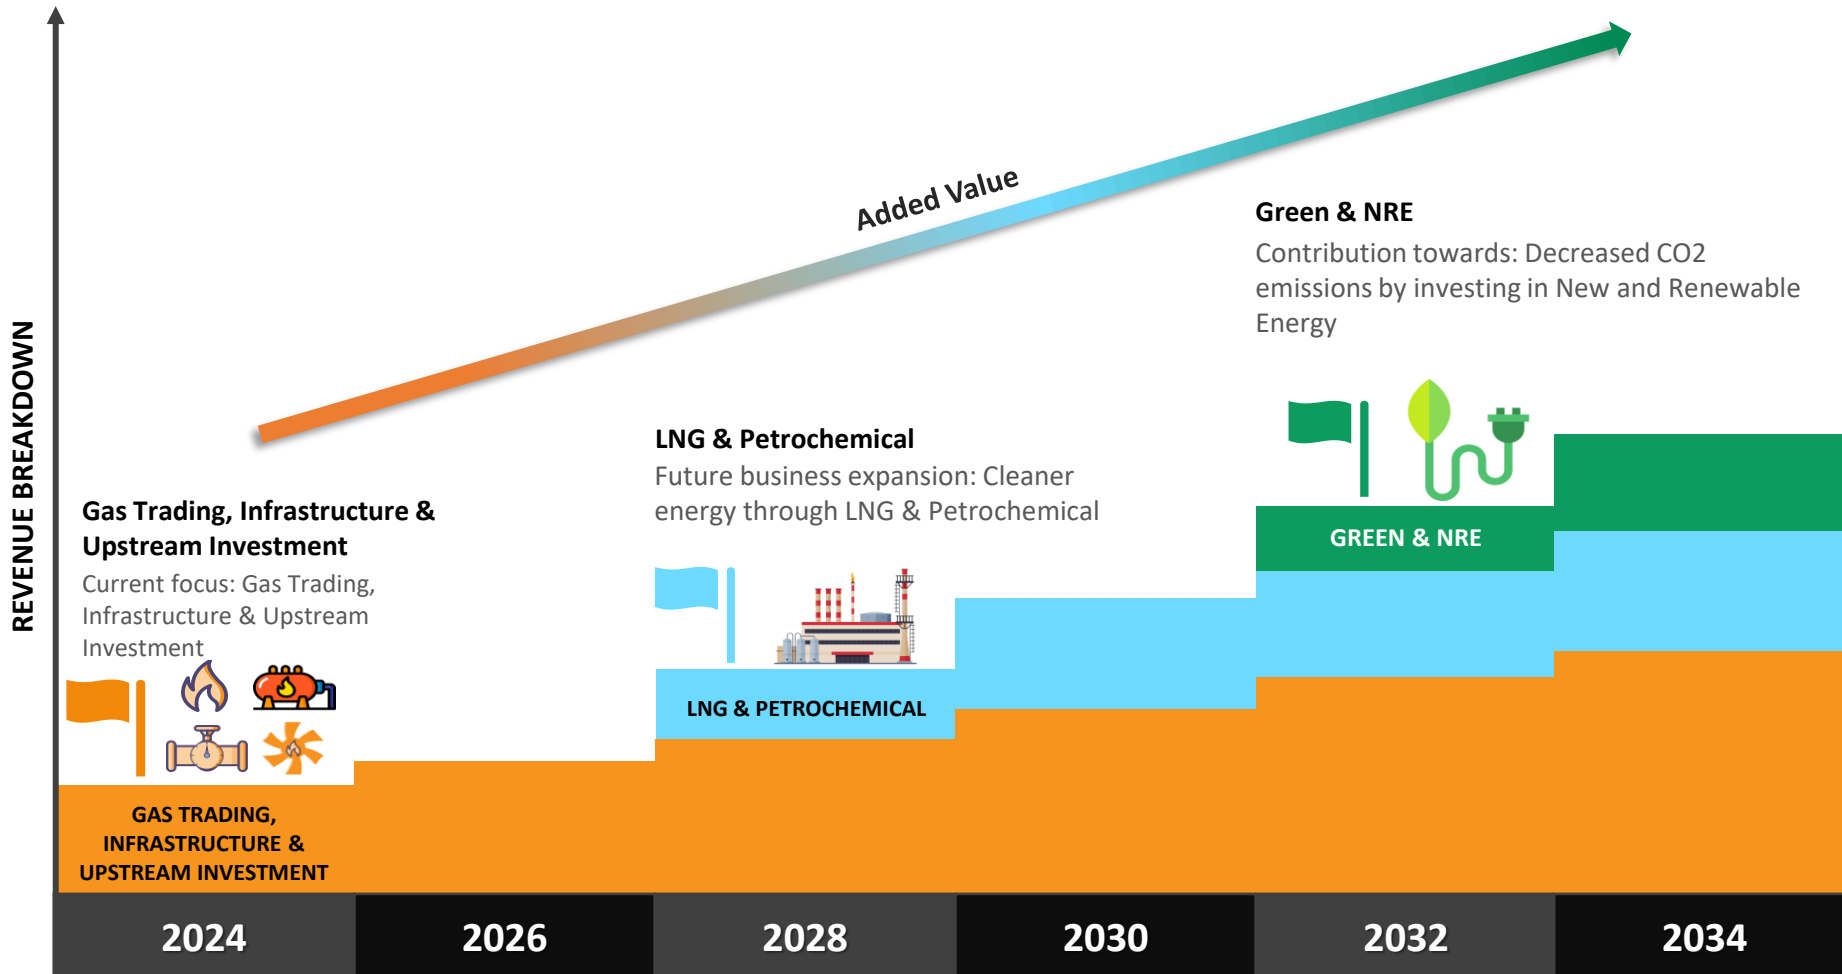 REVENUE BREAKDOWN
Added Value
Gas Trading, Infrastructure &
Upstream Investment
Current focus: Gas Trading,
Infrastructure & Upstream
Investment
LNG & Petrochemical
Future business expansion: Cleaner
energy through LNG & Petrochemical
Green & NRE
Contribution towards: Decreased CO2
emissions by investing in New and Renewable
Energy
GAS TRADING,
INFRASTRUCTURE &
UPSTREAM INVESTMENT
LNG & PETROCHEMICAL
GREEN & NRE
2024
2026
2028
2030
2032
2034